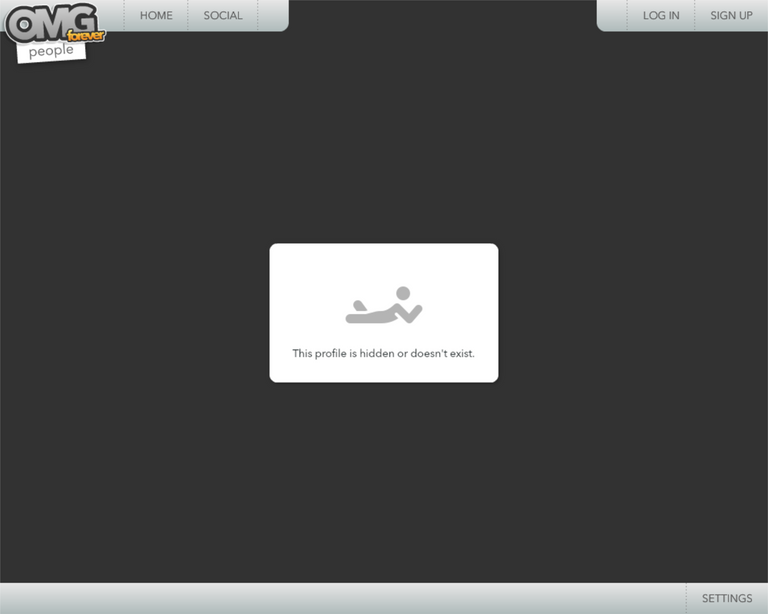 OMG
forever
people
HOME
SOCIAL
LOG IN
SIGN UP
This profile is hidden or doesn't exist.
SETTINGS